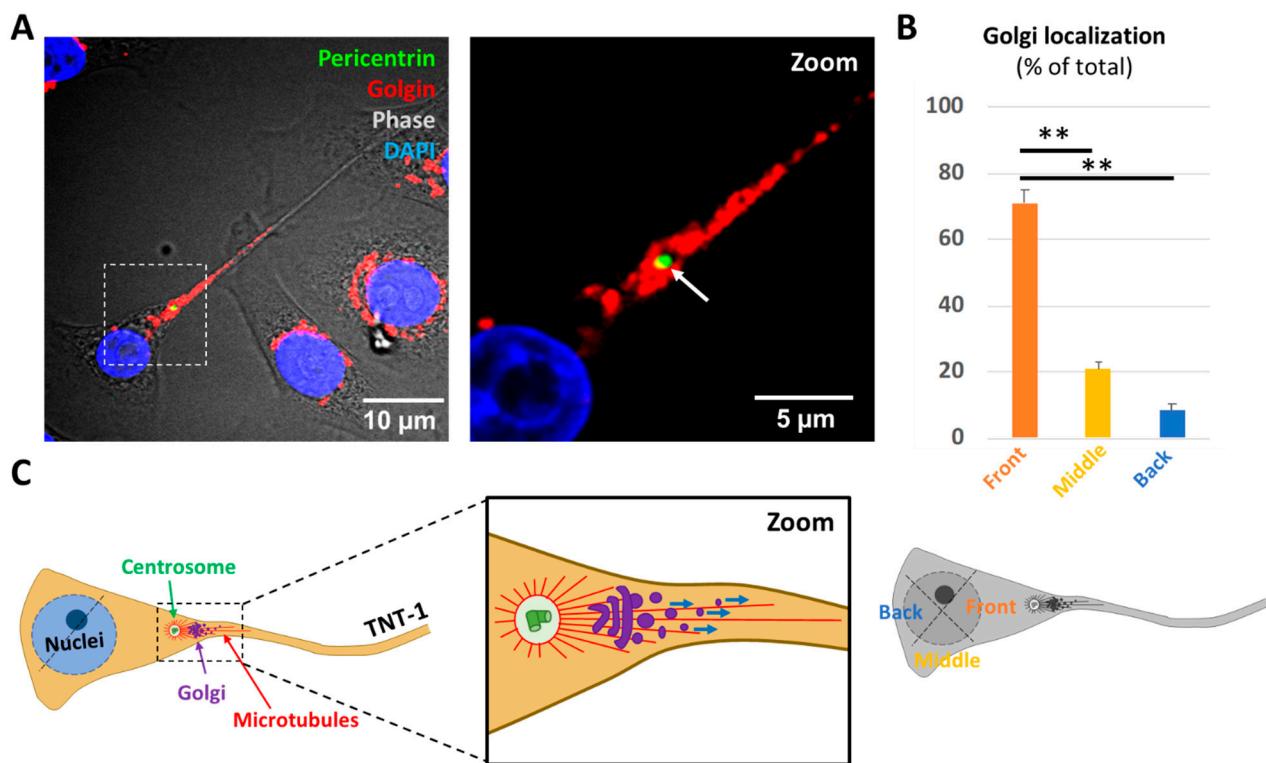 A
Pericentrin
Golgin
Phase
DAPI
10 μm
Zoom
5 μm
B
Golgi localization
(% of total)
100
80
60
40
20
0
**
**
Front
Middle
Back
C
Centrosome
Nuclei
Golgi
Microtubules
TNT-1
Zoom
Back
Front
Middle